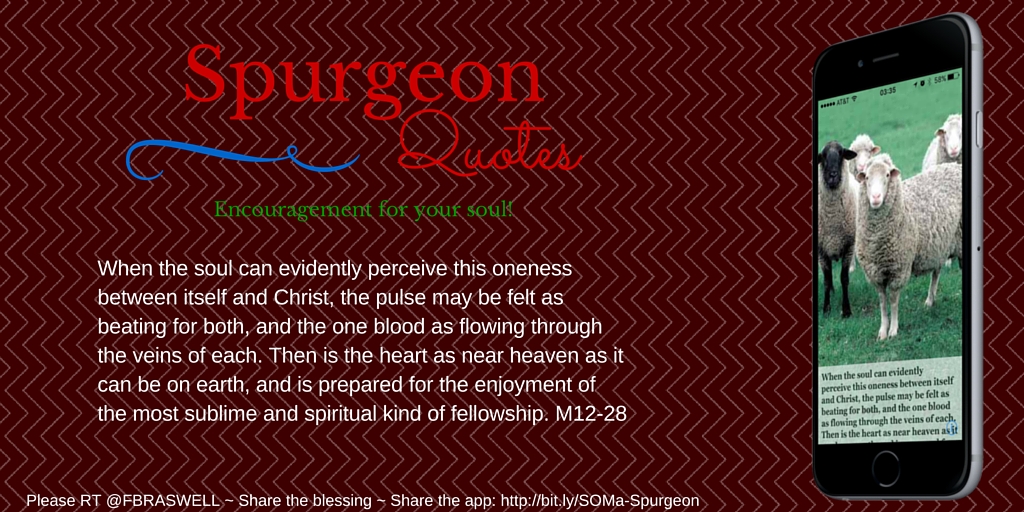 Spurgeon
Quotes
Encouragement for your soul!
When the soul can evidently perceive this oneness
between itself and Christ, the pulse may be felt as
beating for both, and the one blood as flowing through
the veins of each. Then is the heart as near heaven as it
can be on earth, and is prepared for the enjoyment of
the most sublime and spiritual kind of fellowship. M12-28
Please RT @FBRASWELL ~ Share the blessing ~ Share the app: http://bit.ly/SOMa-Spurgeon
AT&T 03:35 58%
When the soul can evidently
perceive this oneness between itself
and Christ, the pulse may be felt as
beating for both, and the one blood
as flowing through the veins of each.
Then is the heart as near heaven as it